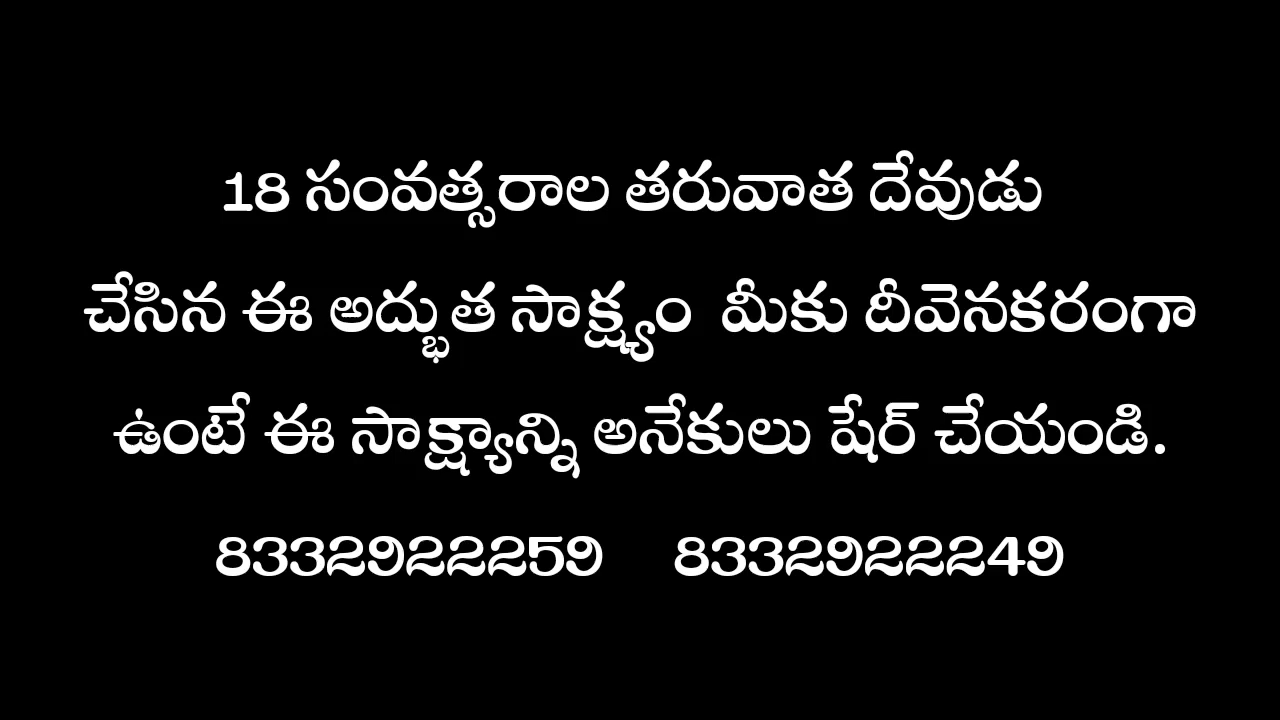 18 సంవత్సరాల తరువాత దేవుడు
చేసిన ఈ అద్భుత సాక్ష్యం మీకు దీవెనకరంగా
ఉంటే ఈ సాక్ష్యాన్ని అనేకులు షేర్ చేయండి.
8332922259 8332922249